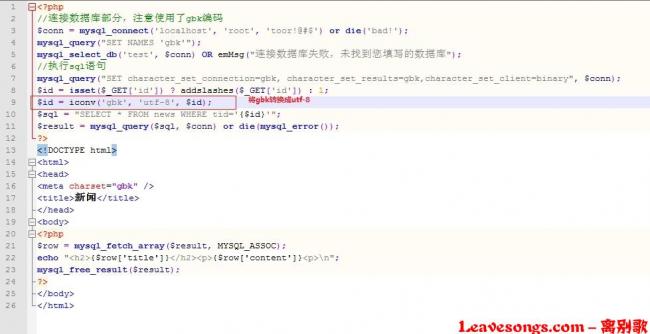 1 <?php
2 //连接数据库部分，注意使用了gbk编码
3 $conn = mysql_connect('localhost', 'root', 'toor!@#$') or die('bad!');
4 mysql_query("SET NAMES 'gbk'");
5 mysql_select_db('test', $conn) OR emMsg("连接数据库失败，未找到您填写的数据库");
6 //执行sql语句
7 mysql_query("SET character_set_connection=gbk, character_set_results=gbk,character_set_client=binary", $conn);
8 $id = isset($_GET['id']) ? addslashes($_GET['id']) : 1;
9 $id = iconv('gbk', 'utf-8', $id); 将gbk转换成utf-8
10 $sql = "SELECT * FROM news WHERE tid='{$id}'";
11 $result = mysql_query($sql, $conn) or die(mysql_error());
12 ?>
13 <!DOCTYPE html>
14 <html>
15 <head>
16 <meta charset="gbk" />
17 <title>新闻</title>
18 </head>
19 <body>
20 <?php
21 $row = mysql_fetch_array($result, MYSQL_ASSOC);
22 echo "<h2>{$row['title']}</h2><p>{$row['content']}<p>\n";
23 mysql_free_result($result);
24 ?>
25 </body>
26 </html>
Leavesong.com - 离别歌